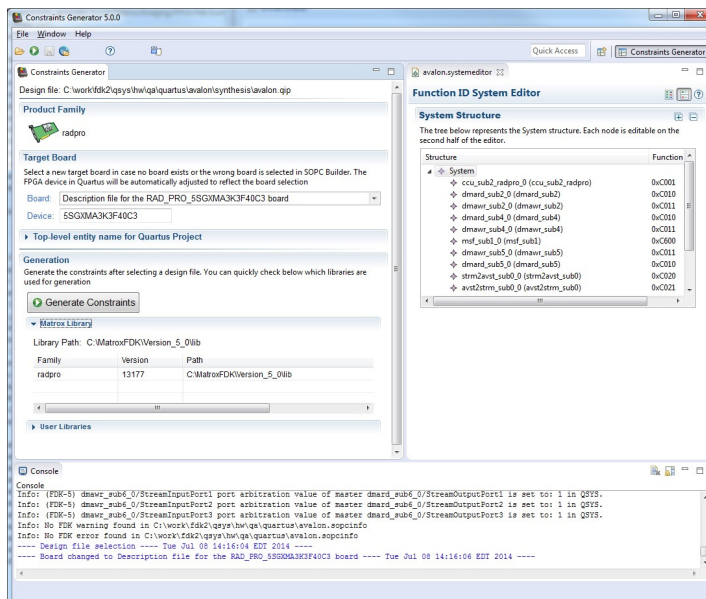 Constraints Generator 5.0.0
File Window Help
Quick Access
Constraints Generator
Constraints Generator
Design file: C:\work\fdk2\qsys\hw\qa\quartus\avalon\synthesis\avalon.qip
Product Family
radpro
Target Board
Select a new target board in case no board exists or the wrong board is selected in SOPC Builder. The
FPGA device in Quartus will be automatically adjusted to reflect the board selection
Board: Description file for the RAD_PRO_5SGXMA3K3F40C3 board
Device: 5SGXMA3K3F40C3
Top-level entity name for Quartus Project
Generation
Generate the constraints after selecting a design file. You can quickly check below which libraries are
used for generation
Generate Constraints
Matrox Library
Library Path: C:\MatroxFDK\Version_5_0\lib
Family Version Path
radpro 13177 C:\MatroxFDK\Version_5_0\lib
User Libraries
avalon.systemeditor
Function ID System Editor
System Structure
The tree below represents the System structure. Each node is editable on the
second half of the editor.
Structure Function
System
ccu_sub2_radpro_0 (ccu_sub2_radpro) 0xC001
dmard_sub2_0 (dmard_sub2) 0xC010
dmawr_sub2_0 (dmawr_sub2) 0xC011
dmard_sub4_0 (dmard_sub4) 0xC010
dmawr_sub4_0 (dmawr_sub4) 0xC011
msf_sub1_0 (msf_sub1) 0xC600
dmawr_sub5_0 (dmawr_sub5) 0xC011
dmard_sub5_0 (dmard_sub5) 0xC010
strm2avst_sub0_0 (strm2avst_sub0) 0xC020
avst2strm_sub0_0 (avst2strm_sub0) 0xC021
Console
Console
Info: (FDK-5) dmawr_sub6_0/StreamInputPort1 port arbitration value of master dmard_sub6_0/StreamOutputPort1 is set to: 1 in QSYS.
Info: (FDK-5) dmawr_sub6_0/StreamInputPort2 port arbitration value of master dmard_sub6_0/StreamOutputPort2 is set to: 1 in QSYS.
Info: (FDK-5) dmawr_sub6_0/StreamInputPort3 port arbitration value of master dmard_sub6_0/StreamOutputPort3 is set to: 1 in QSYS.
Info: No FDK warning found in C:\work\fdk2\qsys\hw\qa\quartus\avalon.sopcinfo
Info: No FDK error found in C:\work\fdk2\qsys\hw\qa\quartus\avalon.sopcinfo
---- Design file selection ---- Tue Jul 08 14:16:04 EDT 2014 ----
---- Board changed to Description file for the RAD_PRO_5SGXMA3K3F40C3 board ---- Tue Jul 08 14:16:06 EDT 2014 ----